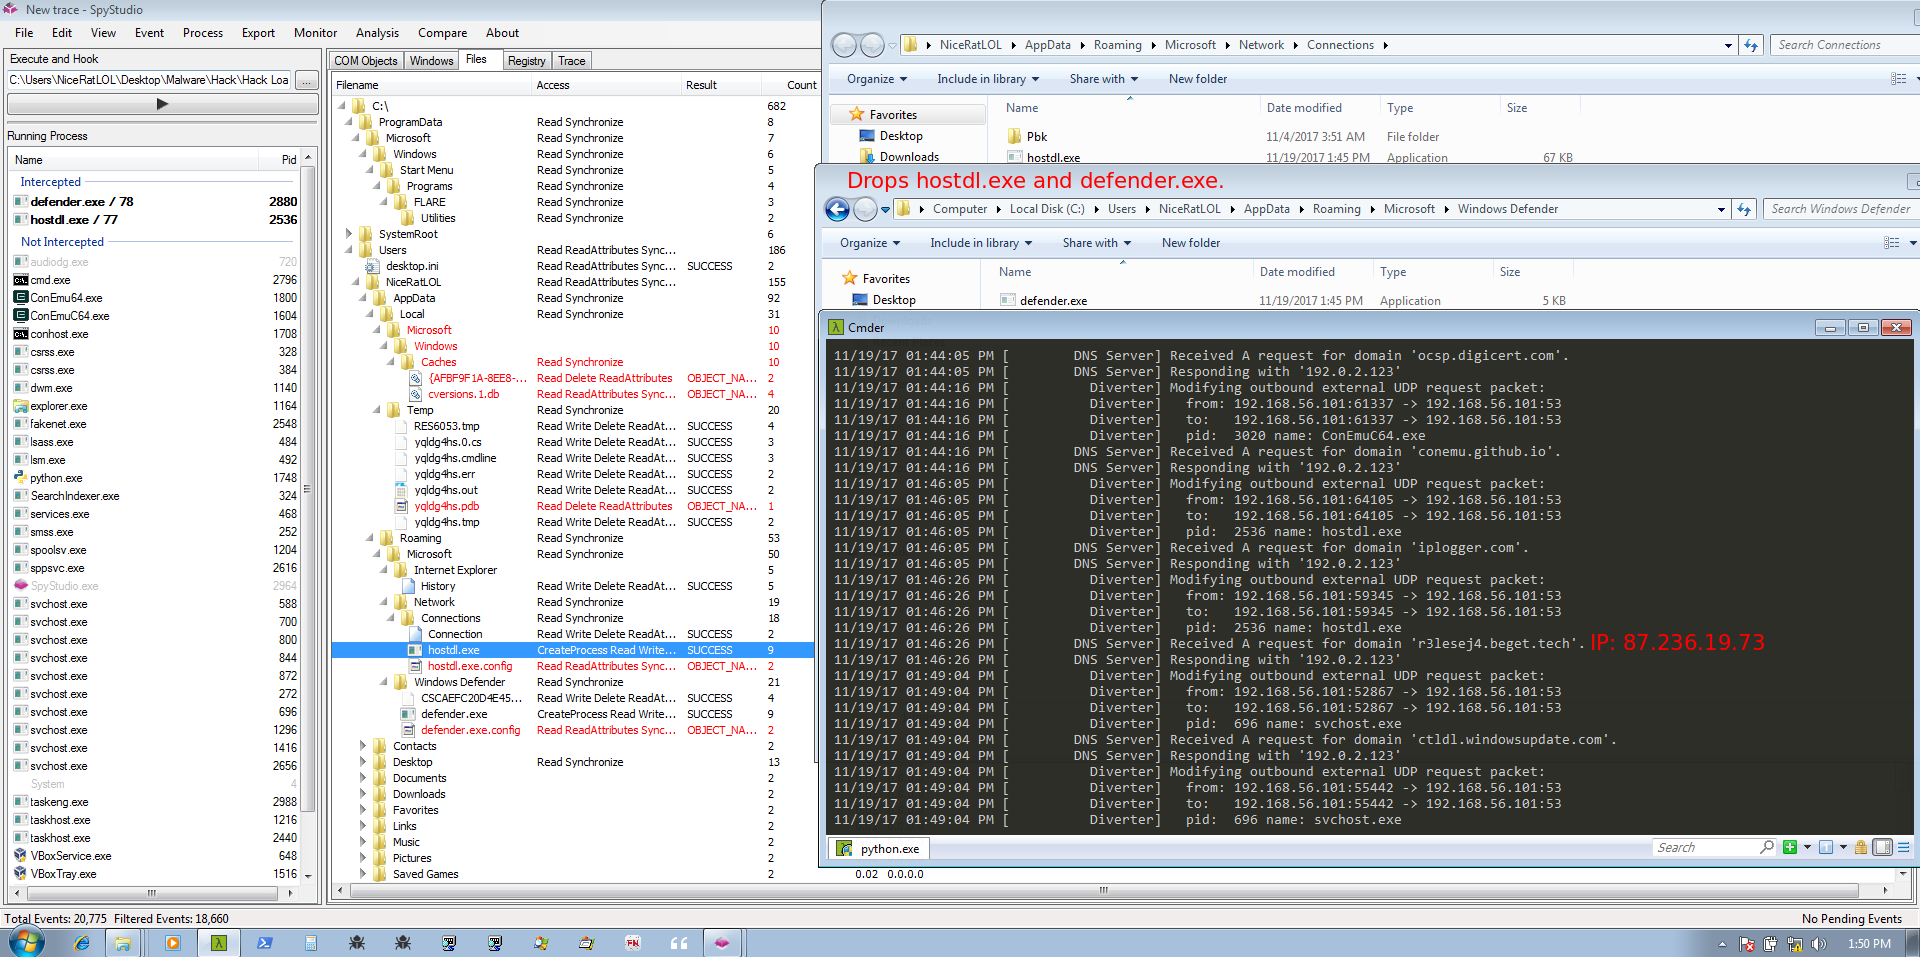 New trace - SpyStudio
File Edit View Event Process Export Monitor Analysis Compare About
Execute and Hook
C:\Users\NiceRatLOL\Desktop\Malware\Hack\Hack Loa
...
Running Process
Name Pid
Intercepted
defender.exe / 78 2880
hostdl.exe / 77 2536
Not Intercepted
audiodg.exe 720
cmd.exe 2796
ConEmu64.exe 1800
ConEmuC64.exe 1604
conhost.exe 1708
csrss.exe 328
csrss.exe 384
dwm.exe 1140
explorer.exe 1164
fakenet.exe 2548
lsass.exe 484
lsm.exe 492
python.exe 1748
SearchIndexer.exe 324
services.exe 468
smss.exe 252
spoolsv.exe 1204
sppsvc.exe 2616
SpyStudio.exe 2964
svchost.exe 588
svchost.exe 700
svchost.exe 800
svchost.exe 844
svchost.exe 872
svchost.exe 272
svchost.exe 696
svchost.exe 1296
svchost.exe 1416
svchost.exe 2656
System 4
taskeng.exe 2988
taskhost.exe 1216
taskhost.exe 2440
VBoxService.exe 648
VBoxTray.exe 1516
COM Objects Windows Files Registry Trace
Filename Access Result Count
C:\ 682
ProgramData Read Synchronize 8
Microsoft Read Synchronize 7
Windows Read Synchronize 6
Start Menu Read Synchronize 5
Programs Read Synchronize 4
FLARE Read Synchronize 3
Utilities Read Synchronize 2
SystemRoot 6
Users Read ReadAttributes Sync... 186
desktop.ini Read ReadAttributes Sync... SUCCESS 2
NiceRatLOL Read ReadAttributes Sync... 155
AppData Read Synchronize 92
Local Read Synchronize 31
Microsoft 10
Windows 10
Caches Read Synchronize 10
{AFBF9F1A-8EE8-... Read Delete ReadAttributes OBJECT_NA... 2
cversions.1.db Read ReadAttributes Sync... OBJECT_NA... 4
Temp Read Synchronize 20
RES6053.tmp Read Write Delete ReadAt... SUCCESS 4
yqldg4hs.0.cs Read Write Delete ReadAt... SUCCESS 3
yqldg4hs.cmdline Read Write Delete ReadAt... SUCCESS 3
yqldg4hs.err Read Write Delete ReadAt... SUCCESS 2
yqldg4hs.out Read Write Delete ReadAt... SUCCESS 2
yqldg4hs.pdb Read Delete ReadAttributes OBJECT_NA... 1
yqldg4hs.tmp Read Write Delete ReadAt... SUCCESS 2
Roaming Read Synchronize 53
Microsoft Read Synchronize 50
Internet Explorer 5
History Read Write Delete ReadAt... SUCCESS 5
Network Read Synchronize 19
Connections Read Synchronize 18
Connection Read Write Delete ReadAt... SUCCESS 2
hostdl.exe CreateProcess Read Write... SUCCESS 9
hostdl.exe.config Read ReadAttributes Sync... OBJECT_NA... 2
Windows Defender Read Synchronize 21
CSCAEFC20D4E45... Read Write Delete ReadAt... SUCCESS 4
defender.exe CreateProcess Read Write... SUCCESS 9
defender.exe.config Read ReadAttributes Sync... OBJECT_NA... 2
Contacts 2
Desktop Read Synchronize 13
Documents 2
Downloads 2
Favorites 2
Links 2
Music 2
Pictures 2
Saved Games 2 0.02 0.0.0.0
NiceRatLOL AppData Roaming Microsoft Network Connections
Search Connections
Organize Include in library Share with New folder
Favorites
Desktop
Downloads
Name Date modified Type Size
Pbk 11/4/2017 3:51 AM File folder
hostdl.exe 11/19/2017 1:45 PM Application 67 KB
Drops hostdl.exe and defender.exe.
Computer Local Disk (C:) Users NiceRatLOL AppData Roaming Microsoft Windows Defender
Search Windows Defender
Organize Include in library Share with New folder
Favorites
Desktop
Name Date modified Type Size
defender.exe 11/19/2017 1:45 PM Application 5 KB
λ Cmder
11/19/17 01:44:05 PM [ DNS Server] Received A request for domain 'ocsp.digicert.com'.
11/19/17 01:44:05 PM [ DNS Server] Responding with '192.0.2.123'
11/19/17 01:44:16 PM [ Diverter] Modifying outbound external UDP request packet:
11/19/17 01:44:16 PM [ Diverter] from: 192.168.56.101:61337 -> 192.168.56.101:53
11/19/17 01:44:16 PM [ Diverter] to: 192.168.56.101:61337 -> 192.168.56.101:53
11/19/17 01:44:16 PM [ Diverter] pid: 3020 name: ConEmuC64.exe
11/19/17 01:44:16 PM [ DNS Server] Received A request for domain 'conemu.github.io'.
11/19/17 01:44:16 PM [ DNS Server] Responding with '192.0.2.123'
11/19/17 01:46:05 PM [ Diverter] Modifying outbound external UDP request packet:
11/19/17 01:46:05 PM [ Diverter] from: 192.168.56.101:64105 -> 192.168.56.101:53
11/19/17 01:46:05 PM [ Diverter] to: 192.168.56.101:64105 -> 192.168.56.101:53
11/19/17 01:46:05 PM [ Diverter] pid: 2536 name: hostdl.exe
11/19/17 01:46:05 PM [ DNS Server] Received A request for domain 'iplogger.com'.
11/19/17 01:46:05 PM [ DNS Server] Responding with '192.0.2.123'
11/19/17 01:46:26 PM [ Diverter] Modifying outbound external UDP request packet:
11/19/17 01:46:26 PM [ Diverter] from: 192.168.56.101:59345 -> 192.168.56.101:53
11/19/17 01:46:26 PM [ Diverter] to: 192.168.56.101:59345 -> 192.168.56.101:53
11/19/17 01:46:26 PM [ Diverter] pid: 2536 name: hostdl.exe
11/19/17 01:46:26 PM [ DNS Server] Received A request for domain 'r3lesej4.beget.tech'. IP: 87.236.19.73
11/19/17 01:46:26 PM [ DNS Server] Responding with '192.0.2.123'
11/19/17 01:49:04 PM [ Diverter] Modifying outbound external UDP request packet:
11/19/17 01:49:04 PM [ Diverter] from: 192.168.56.101:52867 -> 192.168.56.101:53
11/19/17 01:49:04 PM [ Diverter] to: 192.168.56.101:52867 -> 192.168.56.101:53
11/19/17 01:49:04 PM [ Diverter] pid: 696 name: svchost.exe
11/19/17 01:49:04 PM [ DNS Server] Received A request for domain 'ctldl.windowsupdate.com'.
11/19/17 01:49:04 PM [ DNS Server] Responding with '192.0.2.123'
11/19/17 01:49:04 PM [ Diverter] Modifying outbound external UDP request packet:
11/19/17 01:49:04 PM [ Diverter] from: 192.168.56.101:55442 -> 192.168.56.101:53
11/19/17 01:49:04 PM [ Diverter] to: 192.168.56.101:55442 -> 192.168.56.101:53
11/19/17 01:49:04 PM [ Diverter] pid: 696 name: svchost.exe
python.exe
Search
Total Events: 20,775 Filtered Events: 18,660
No Pending Events
1:50 PM